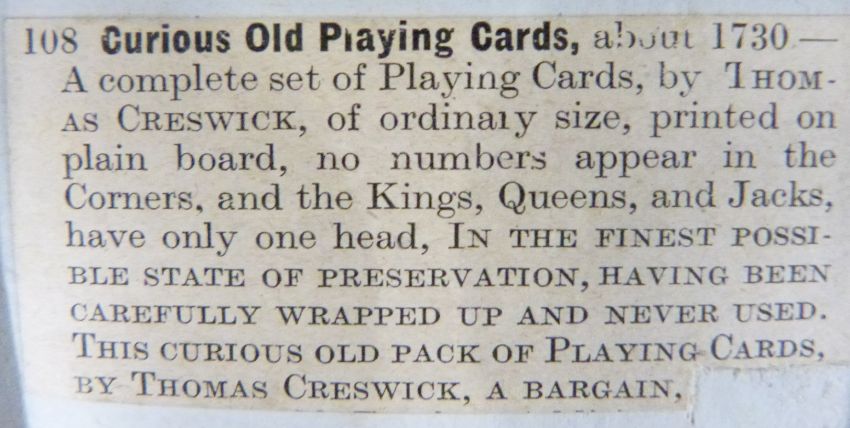 108 Curious Old Playing Cards, about 1730.—
A complete set of Playing Cards, by THOM-
AS CRESWICK, of ordinary size, printed on
plain board, no numbers appear in the
Corners, and the Kings, Queens, and Jacks,
have only one head, IN THE FINEST POSSI-
BLE STATE OF PRESERVATION, HAVING BEEN
CAREFULLY WRAPPED UP AND NEVER USED.
THIS CURIOUS OLD PACK OF PLAYING CARDS,
BY THOMAS CRESWICK, A BARGAIN,